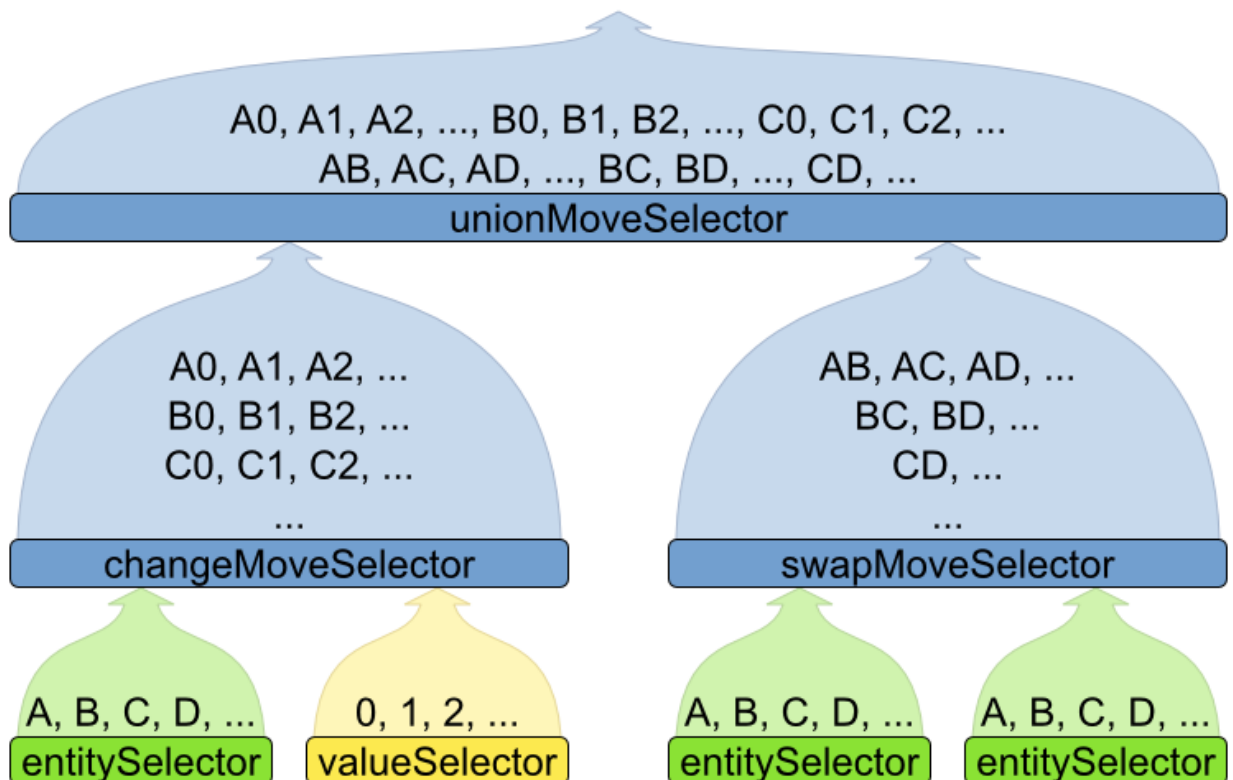 A0, A1, A2, ..., B0, B1, B2, ..., C0, C1, C2, ...
AB, AC, AD, ..., BC, BD, ..., CD, ...
unionMoveSelector
A0, A1, A2, ...
B0, B1, B2, ...
C0, C1, C2, ...
...
changeMoveSelector
AB, AC, AD, ...
BC, BD, ...
CD, ...
...
swapMoveSelector
A, B, C, D, ...
entitySelector
0, 1, 2, ...
valueSelector
A, B, C, D, ...
entitySelector
A, B, C, D, ...
entitySelector